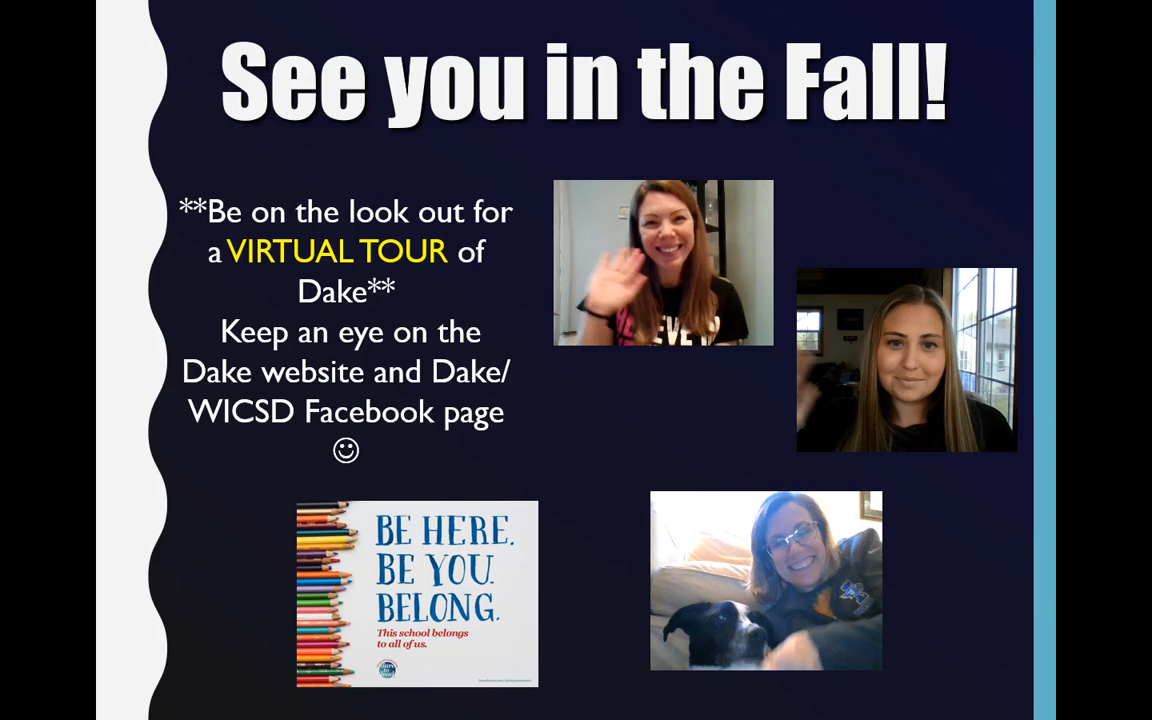 See you in the Fall!
**Be on the look out for
a VIRTUAL TOUR of
Dake**
Keep an eye on the
Dake website and Dake/
WICSD Facebook page
☺
BE HERE.
BE YOU.
BELONG.
This school belongs
to all of us.